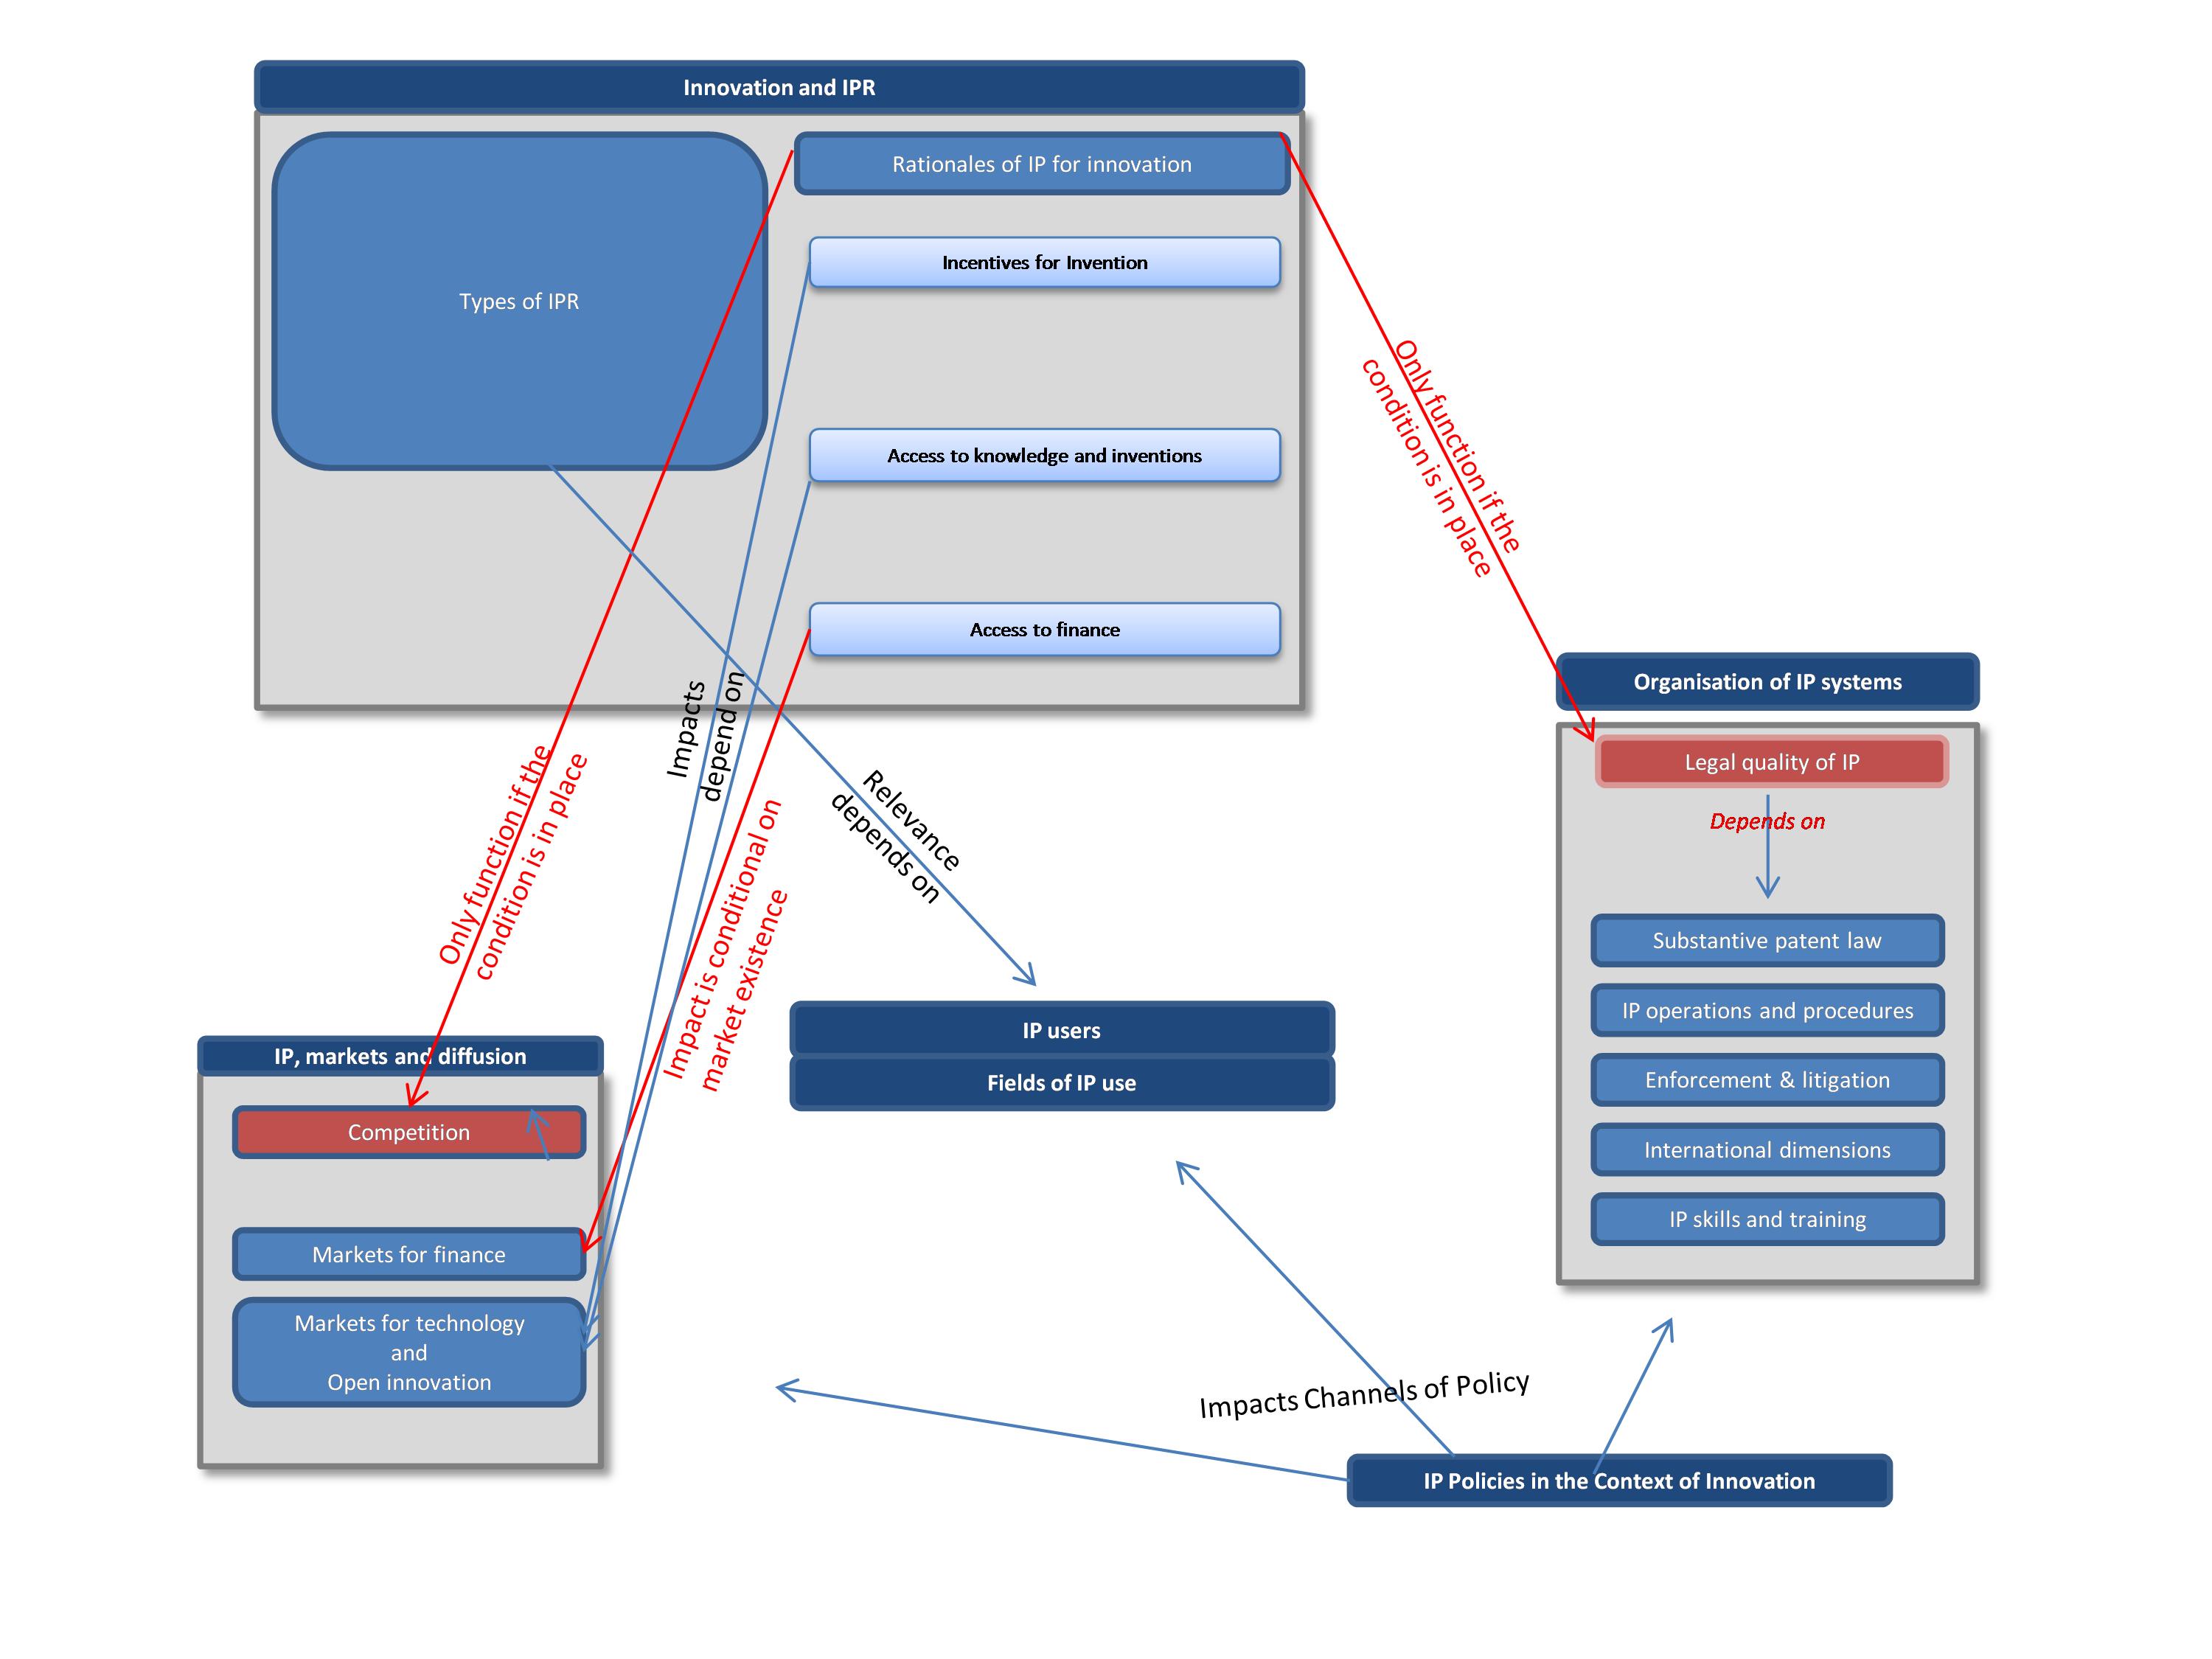 Innovation and IPR
Types of IPR
Rationales of IP for innovation
Incentives for Invention
Access to knowledge and inventions
Access to finance
Only function if the
condition is in place
Only function if the
condition is in place
Impacts
depend on
Impact is conditional on
market existence
Relevance
depends on
Organisation of IP systems
Legal quality of IP
Depends on
Substantive patent law
IP operations and procedures
Enforcement & litigation
International dimensions
IP skills and training
IP users
Fields of IP use
IP, markets and diffusion
Competition
Markets for finance
Markets for technology
and
Open innovation
Impacts Channels of Policy
IP Policies in the Context of Innovation